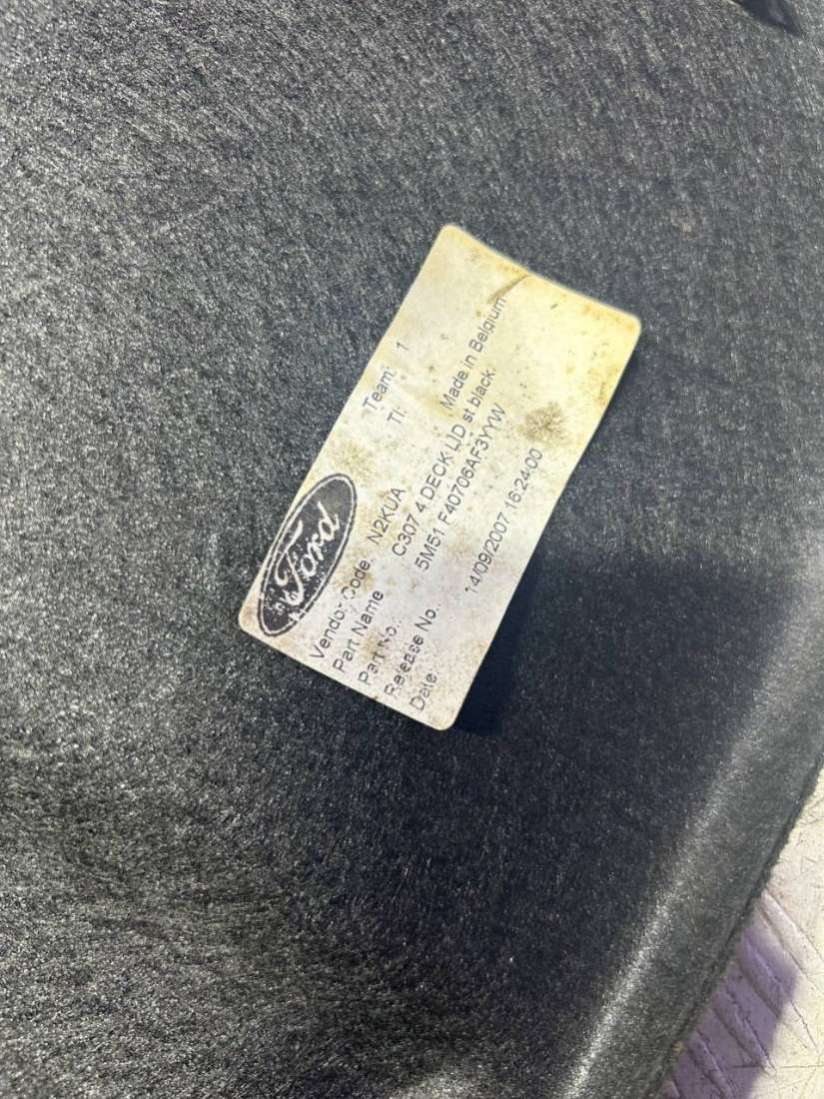 Ford
Team: 1
Vendor Code N2KUA TI:
Part Name C307 4 DECK LID st black. Made in Belgium
Part No. 5M51 F40706AF3YYW
Release No.
Date 14/09/2007 16:24:00